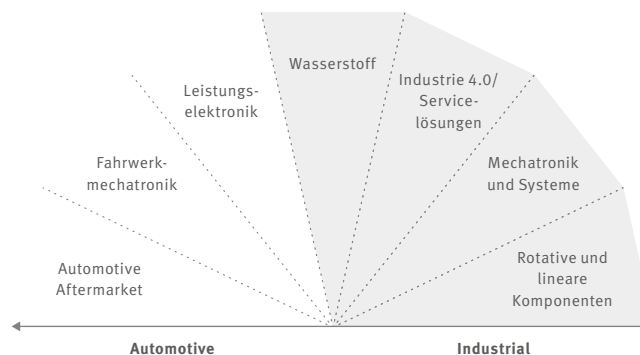 Wasserstoff
Leistungs-
elektronik
Industrie 4.0/
Service-
lösungen
Fahrwerk-
mechatronik
Mechatronik
und Systeme
Automotive
Aftermarket
Rotative und
lineare
Komponenten
Automotive
Industrial